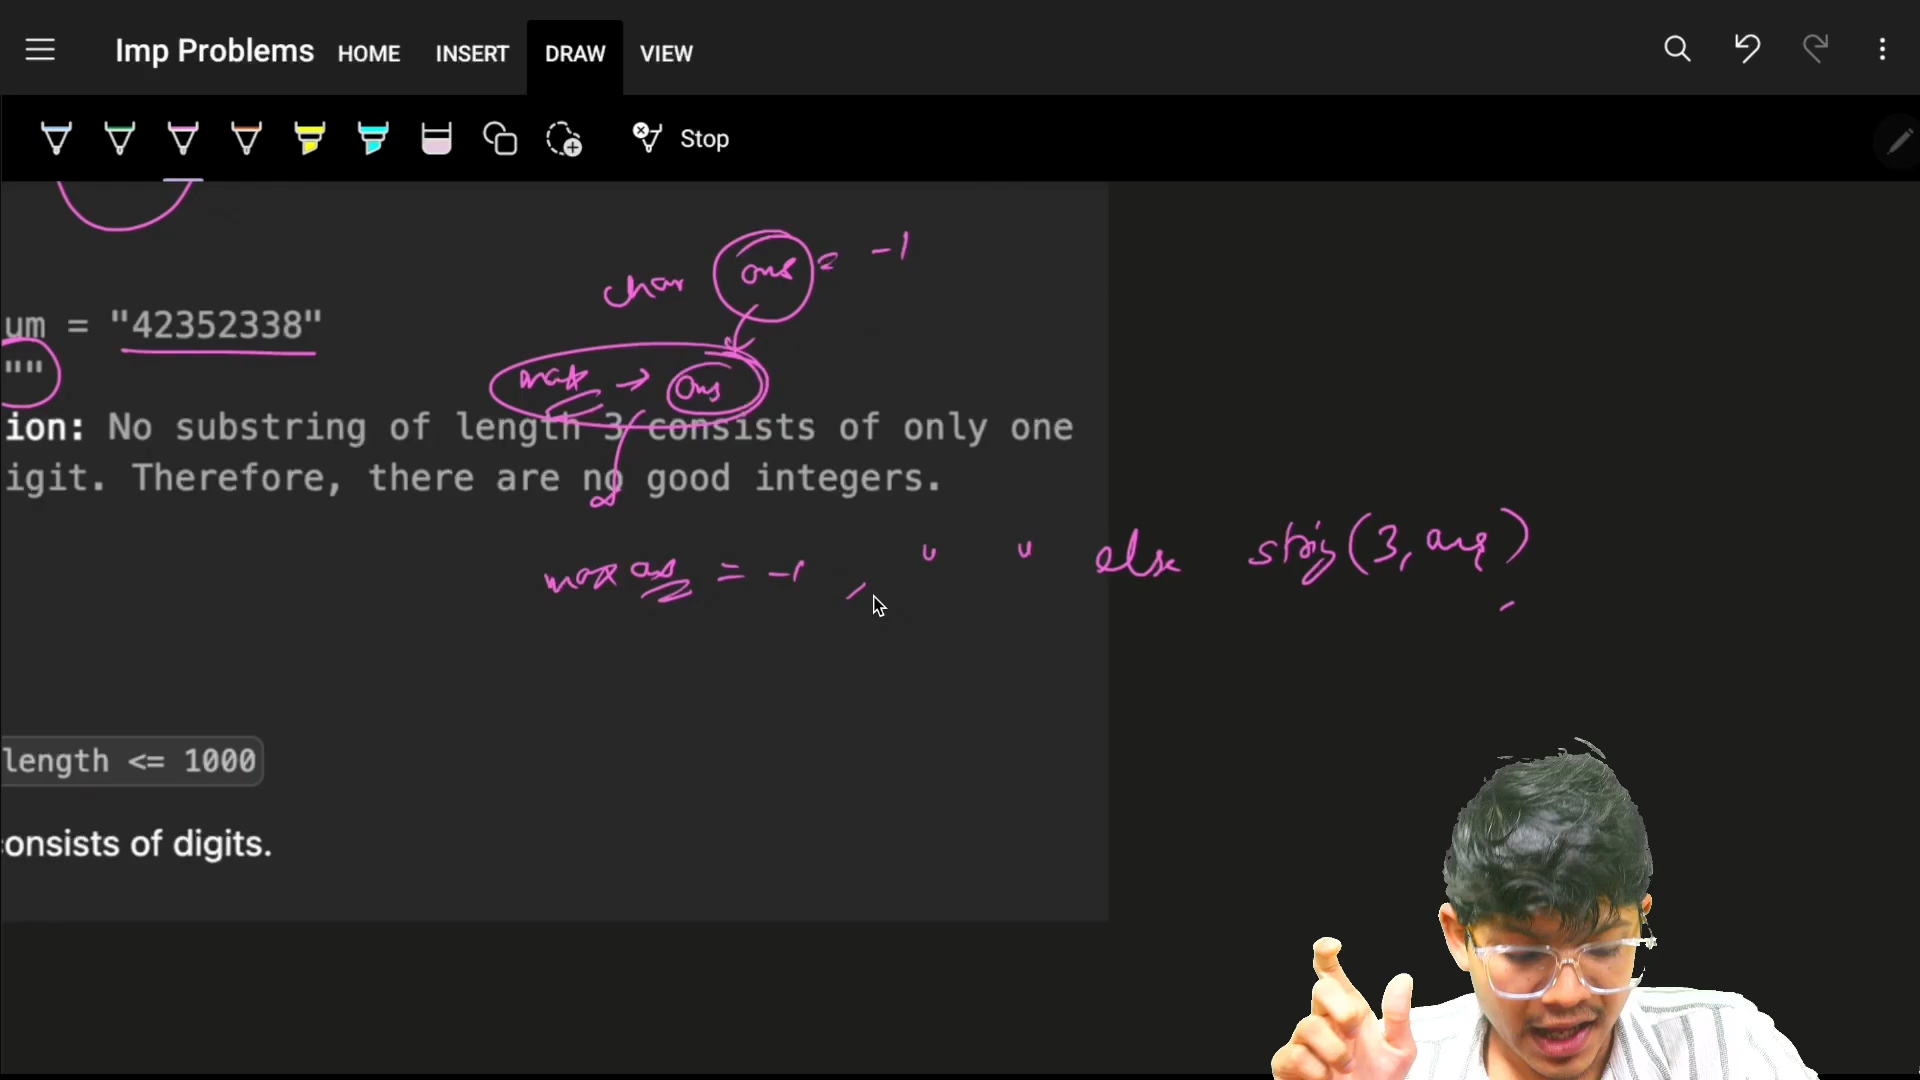 Imp Problems HOME INSERT DRAW VIEW
Stop
char ans = -1
um = "42352338"
""
max → ans
ion: No substring of length 3 consists of only one
igit. Therefore, there are no good integers.
max ans = -1 , " " else string(3, ans)
length <= 1000
onsists of digits.